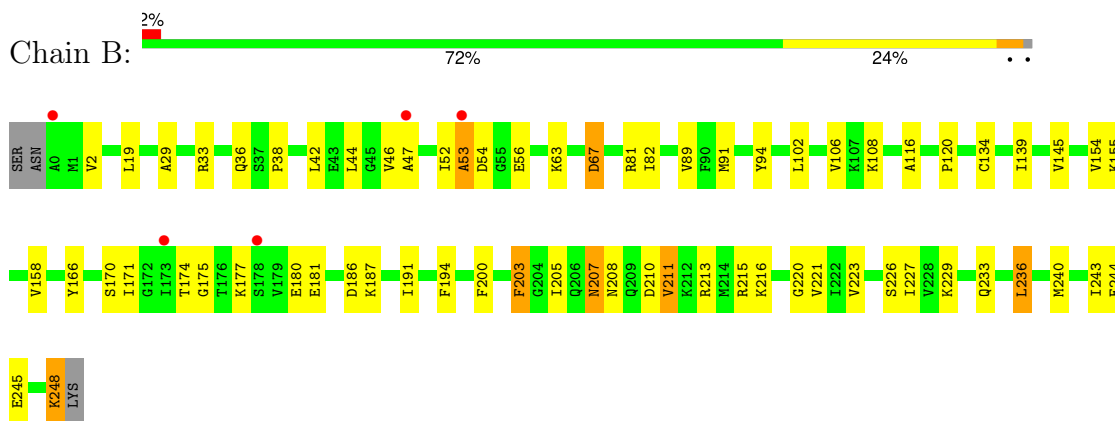 2%
Chain B:
72% 24% • •
SER ASN A0 M1 V2 L19 A29 R33 Q36 S37 P38 L42 E43 L44 G45 V46 A47 I52 A53 D54 G55 E56 K63 D67 R81 I82 V89 F90 M91 Y94 L102 V106 K107 K108 A116 P120 C134 I139 V145 V154 K155
V158 Y166 S170 I171 G172 I173 T174 G175 T176 K177 S178 V179 E180 E181 D186 K187 I191 F194 F200 F203 G204 I205 Q206 N207 N208 Q209 D210 V211 K212 R213 M214 R215 K216 G220 V221 I222 V223 S226 I227 V228 K229 Q233 L236 M240 I243 E244
E245 K248 LYS